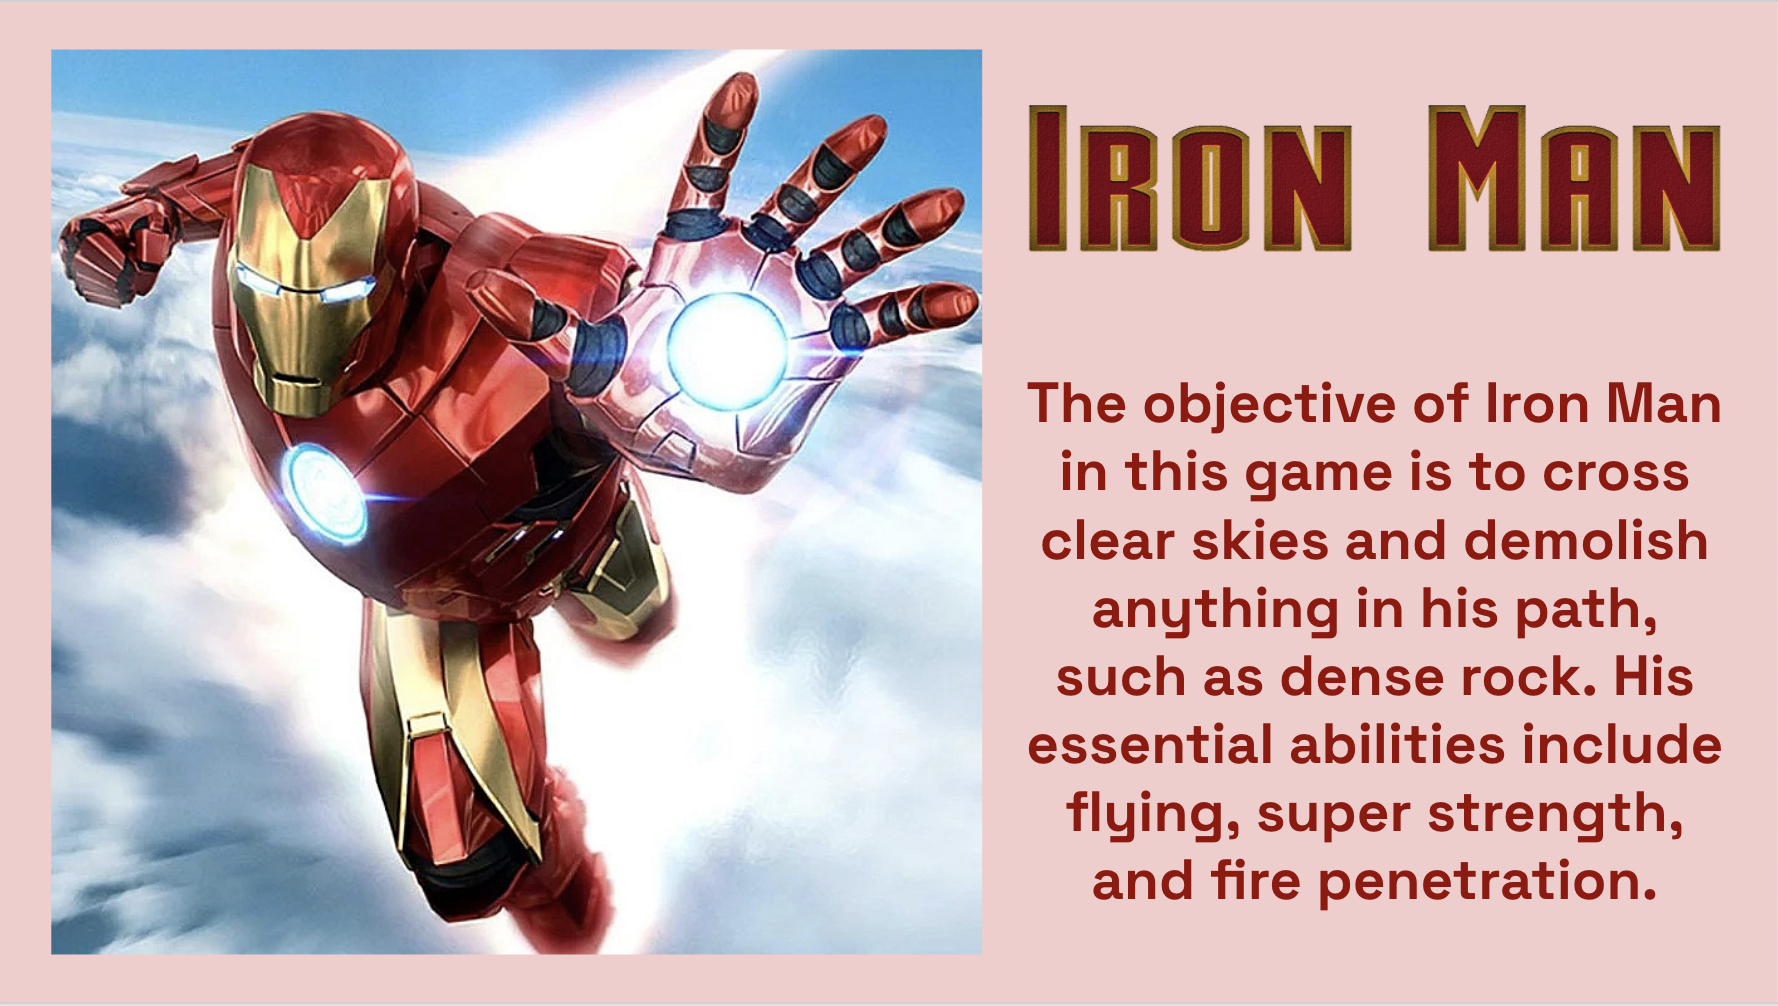 Iron Man
The objective of Iron Man
in this game is to cross
clear skies and demolish
anything in his path,
such as dense rock. His
essential abilities include
flying, super strength,
and fire penetration.